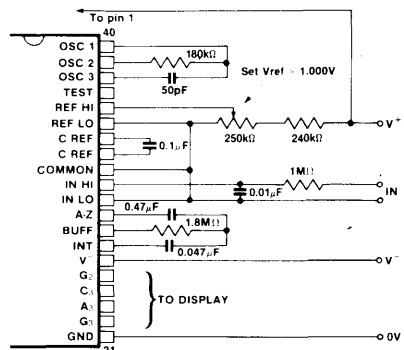 To pin 1
40
OSC 1
180kΩ
OSC 2
Set Vref = 1.000V
OSC 3
50pF
TEST
REF HI
REF LO
V+
250kΩ
240kΩ
C REF
0.1µF
C REF
COMMON
1MΩ
IN HI
0.01µF
IN
IN LO
0.47µF
A-Z
1.8MΩ
BUFF
INT
0.047µF
V−
V−
G2
C3
TO DISPLAY
A3
G3
GND
0V
21